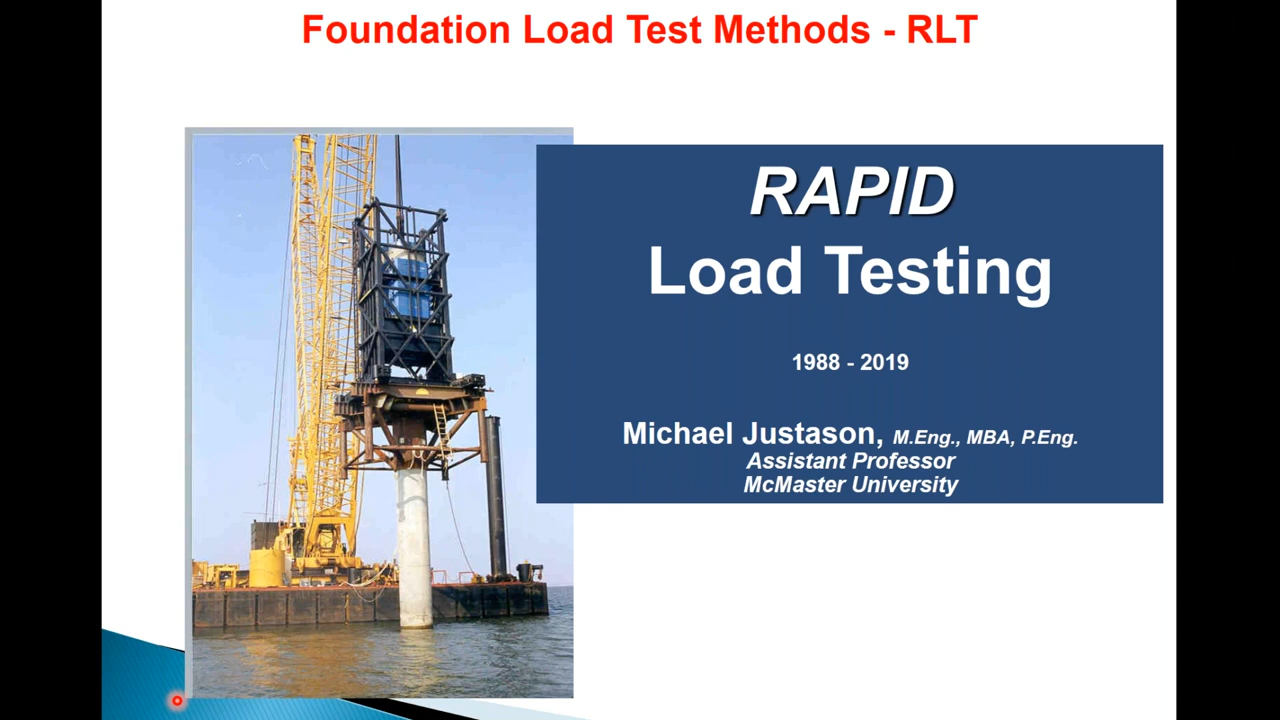 Foundation Load Test Methods - RLT
RAPID
Load Testing
1988 - 2019
Michael Justason, M.Eng., MBA, P.Eng.
Assistant Professor
McMaster University